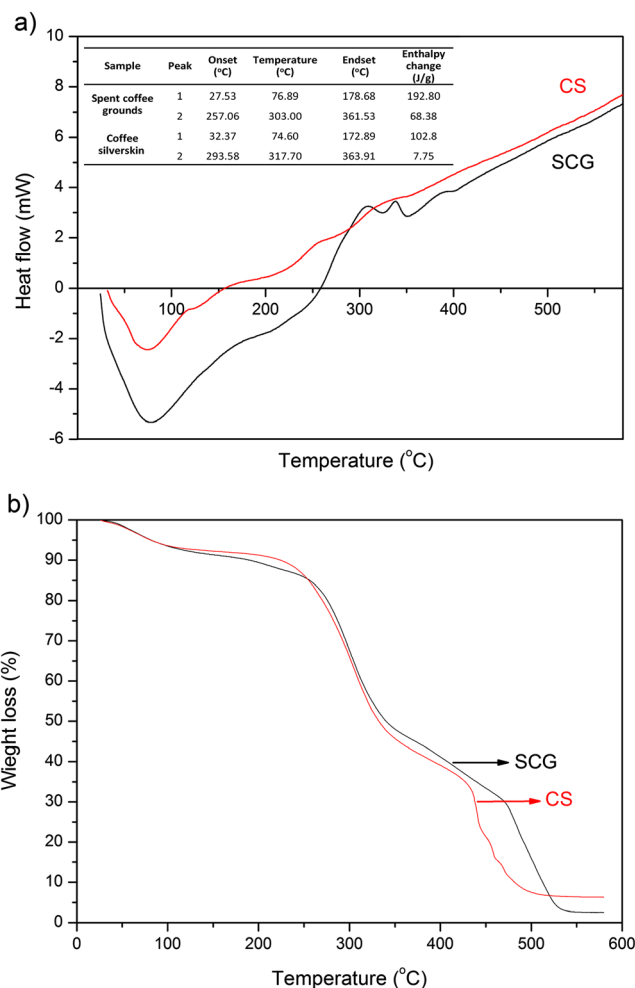 a)
10
8
6
4
2
0
-2
-4
-6
Heat flow (mW)
Sample Peak Onset (°C) Temperature (°C) Endset (°C) Enthalpy change (J/g)
Spent coffee grounds 1 27.53 76.89 178.68 192.80
2 257.06 303.00 361.53 68.38
Coffee silverskin 1 32.37 74.60 172.89 102.8
2 293.58 317.70 363.91 7.75
CS
SCG
100 200 300 400 500
Temperature (°C)
b)
100
90
80
70
60
50
40
30
20
10
0
Wieght loss (%)
SCG
CS
0 100 200 300 400 500 600
Temperature (°C)